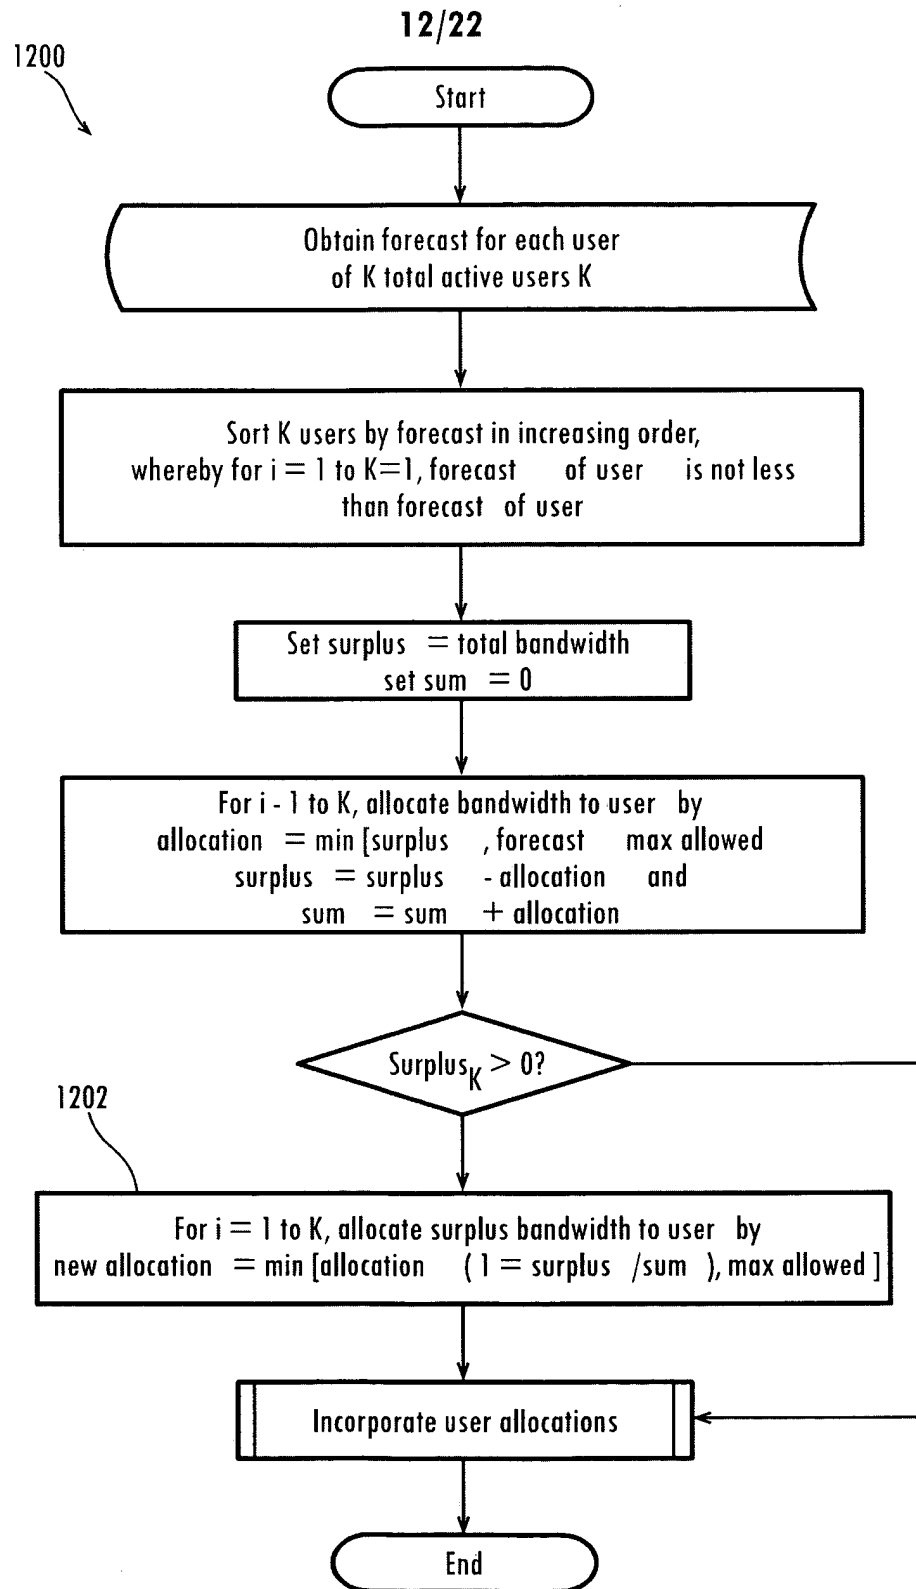 12/22
1200
Start
Obtain forecast for each user
of K total active users K
Sort K users by forecast in increasing order,
whereby for i = 1 to K=1, forecast of user is not less
than forecast of user
Set surplus = total bandwidth
set sum = 0
For i - 1 to K, allocate bandwidth to user by
allocation = min [surplus , forecast max allowed
surplus = surplus - allocation and
sum = sum + allocation
Surplus_K > 0?
1202
For i = 1 to K, allocate surplus bandwidth to user by
new allocation = min [allocation ( 1 = surplus /sum ), max allowed ]
Incorporate user allocations
End